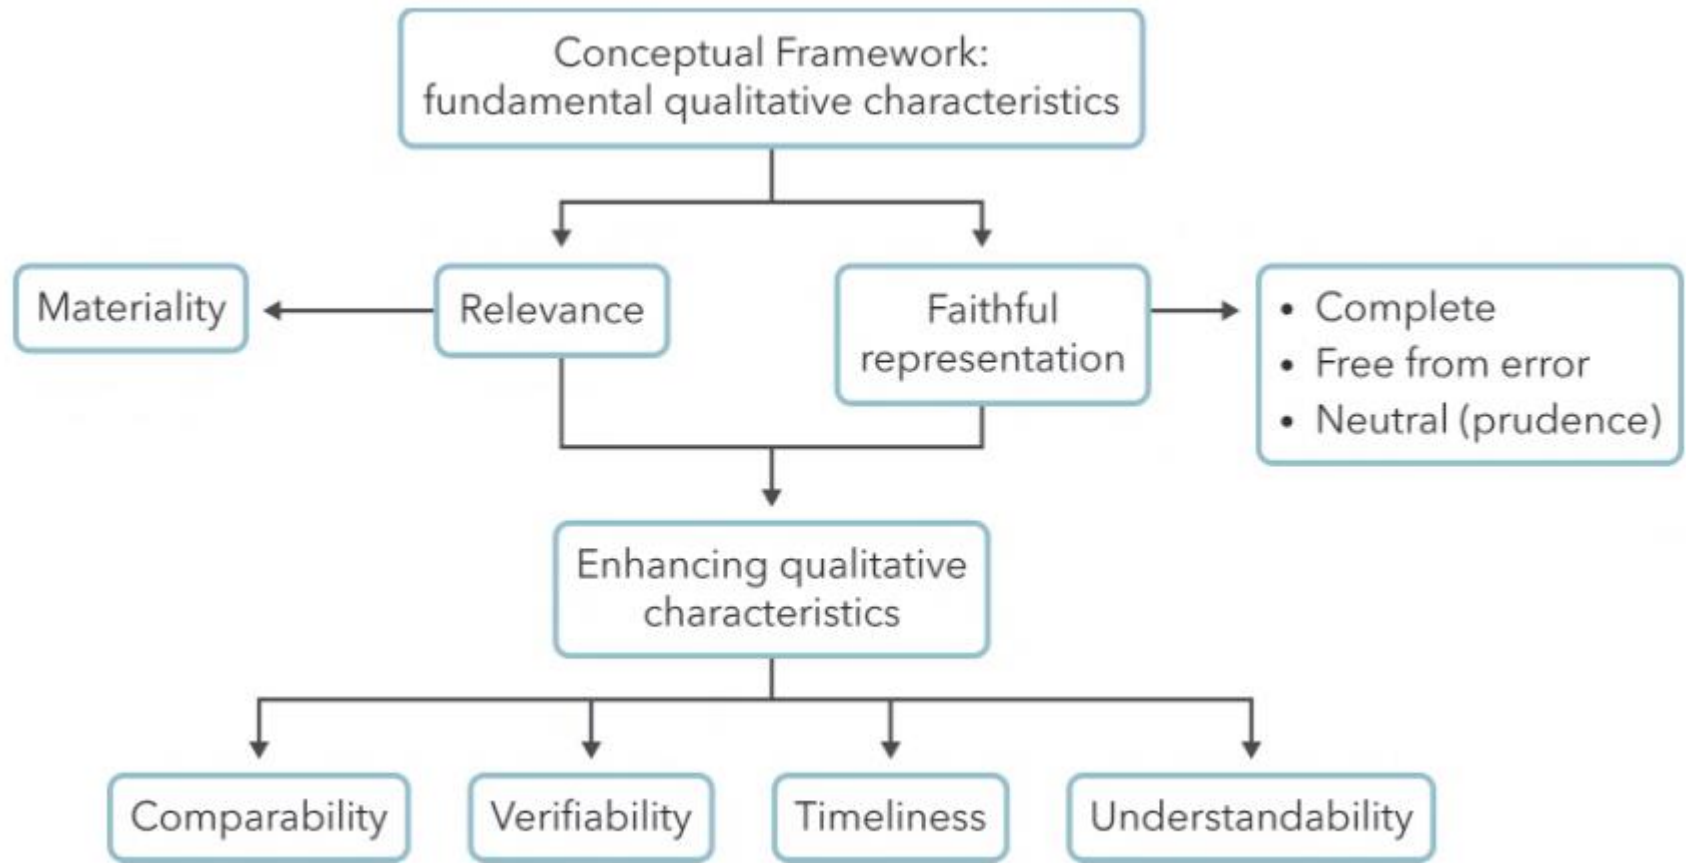 Conceptual Framework:
fundamental qualitative characteristics
Materiality
Relevance
Faithful
representation
• Complete
• Free from error
• Neutral (prudence)
Enhancing qualitative
characteristics
Comparability
Verifiability
Timeliness
Understandability